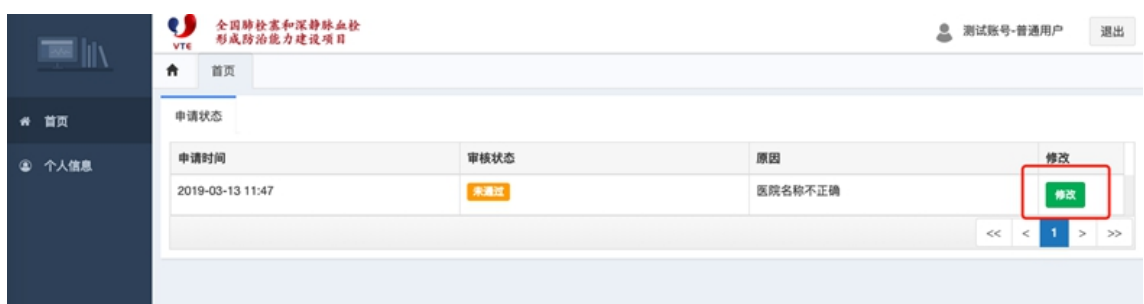 全国肺栓塞和深静脉血栓
形成防治能力建设项目
VTE
测试账号-普通用户
退出
首页
首页
个人信息
申请状态
申请时间 审核状态 原因 修改
2019-03-13 11:47 未通过 医院名称不正确 修改
<< < 1 > >>